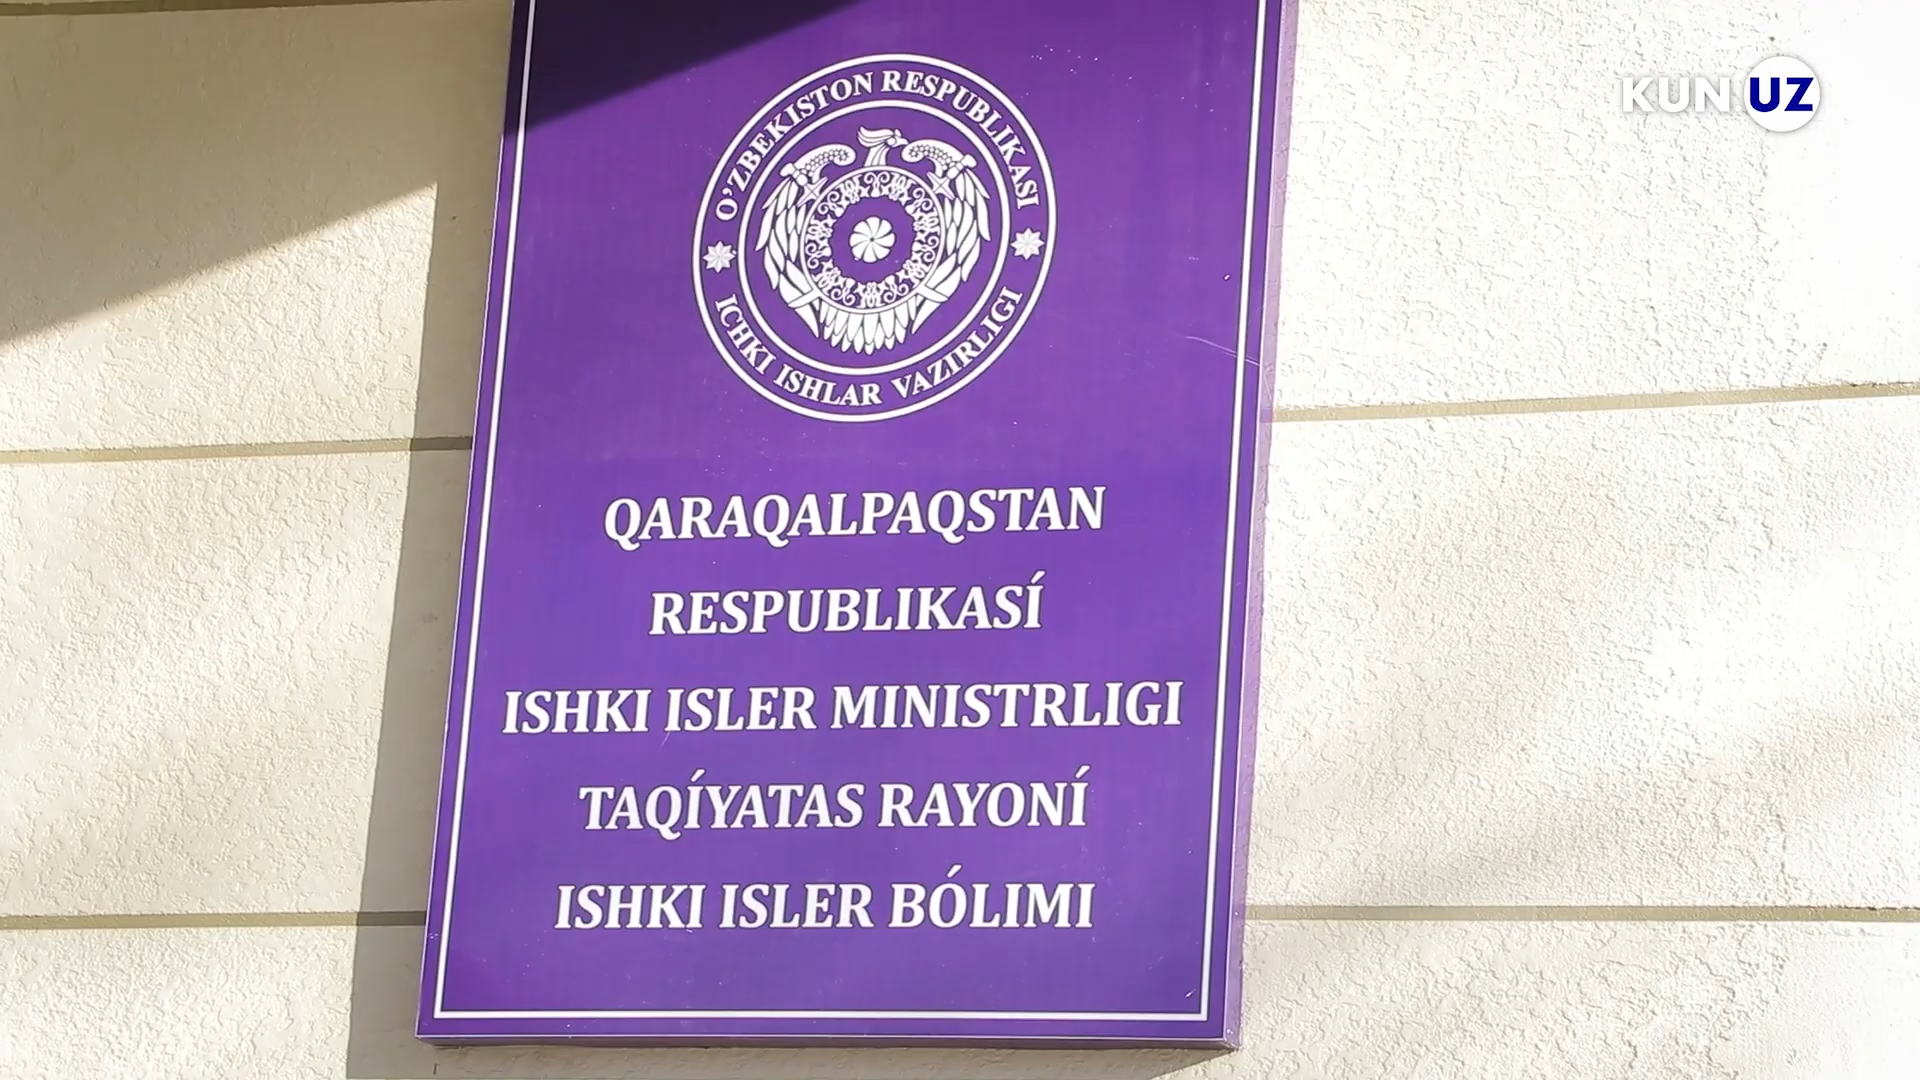 KUN UZ
O'ZBEKISTON RESPUBLIKASI
ICHKI ISHLAR VAZIRLIGI
QARAQALPAQSTAN
RESPUBLIKASÍ
ISHKI ISLER MINISTRLIGI
TAQÍYATAS RAYONÍ
ISHKI ISLER BÓLIMI